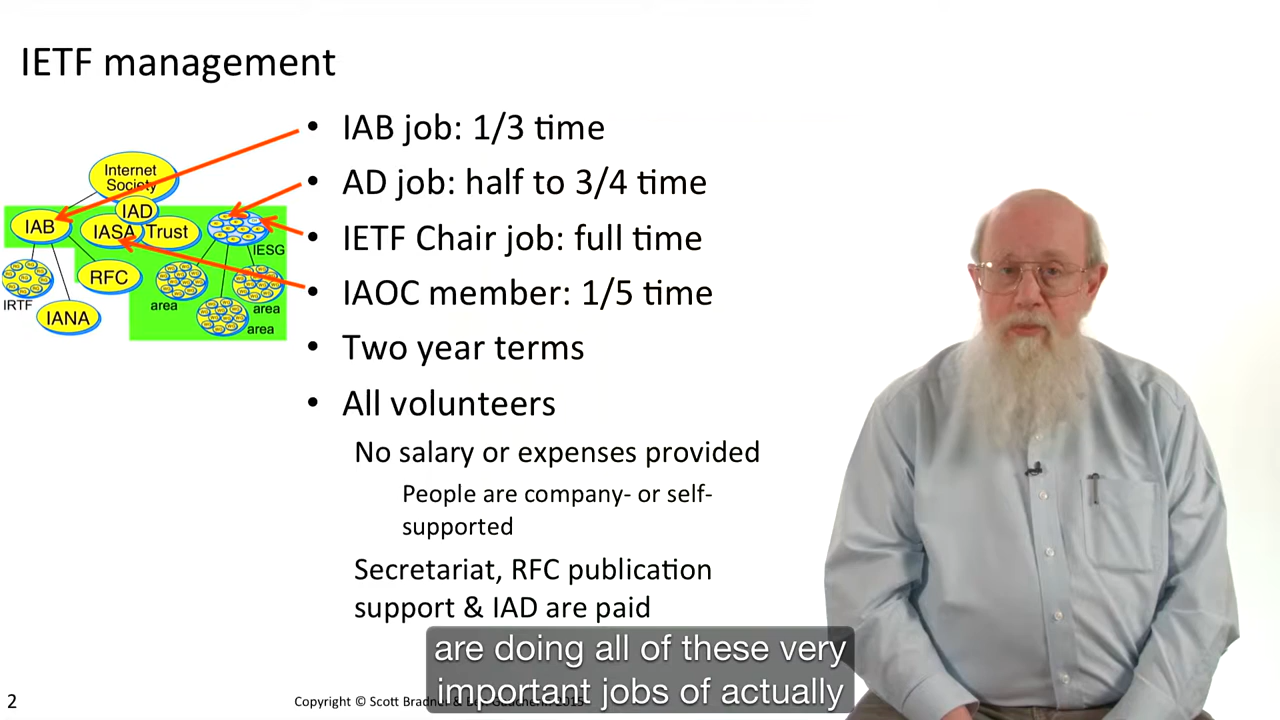 IETF management
• IAB job: 1/3 time
• AD job: half to 3/4 time
• IETF Chair job: full time
• IAOC member: 1/5 time
• Two year terms
• All volunteers
No salary or expenses provided
People are company- or self-
supported
Secretariat, RFC publication
support & IAD are paid
Internet
Society
IAD
IAB
IASA
Trust
IESG
RFC
IRTF
IANA
area
area
area
are doing all of these very
important jobs of actually
2
Copyright © Scott